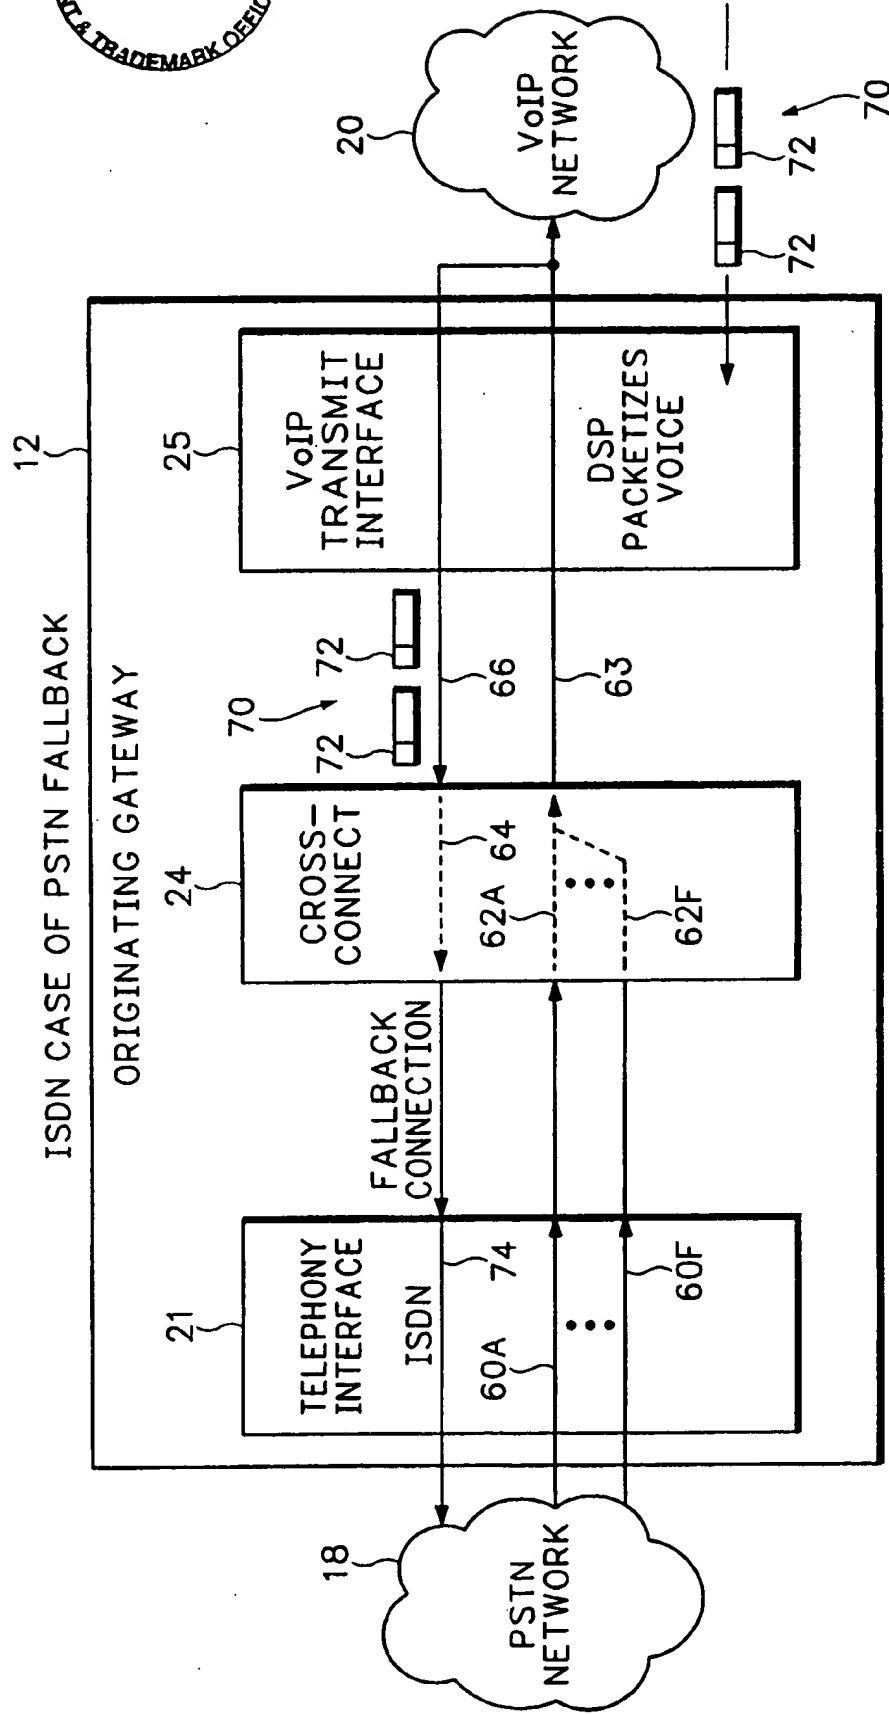 NT & TRADEMARK OFFIC
ISDN CASE OF PSTN FALLBACK
12
ORIGINATING GATEWAY
21
TELEPHONY
INTERFACE
ISDN
74
60A
60F
FALLBACK
CONNECTION
24
CROSS-
CONNECT
64
62A
62F
70
72
72
66
63
25
VoIP
TRANSMIT
INTERFACE
DSP
PACKETIZES
VOICE
18
PSTN
NETWORK
20
VoIP
NETWORK
72
72
70